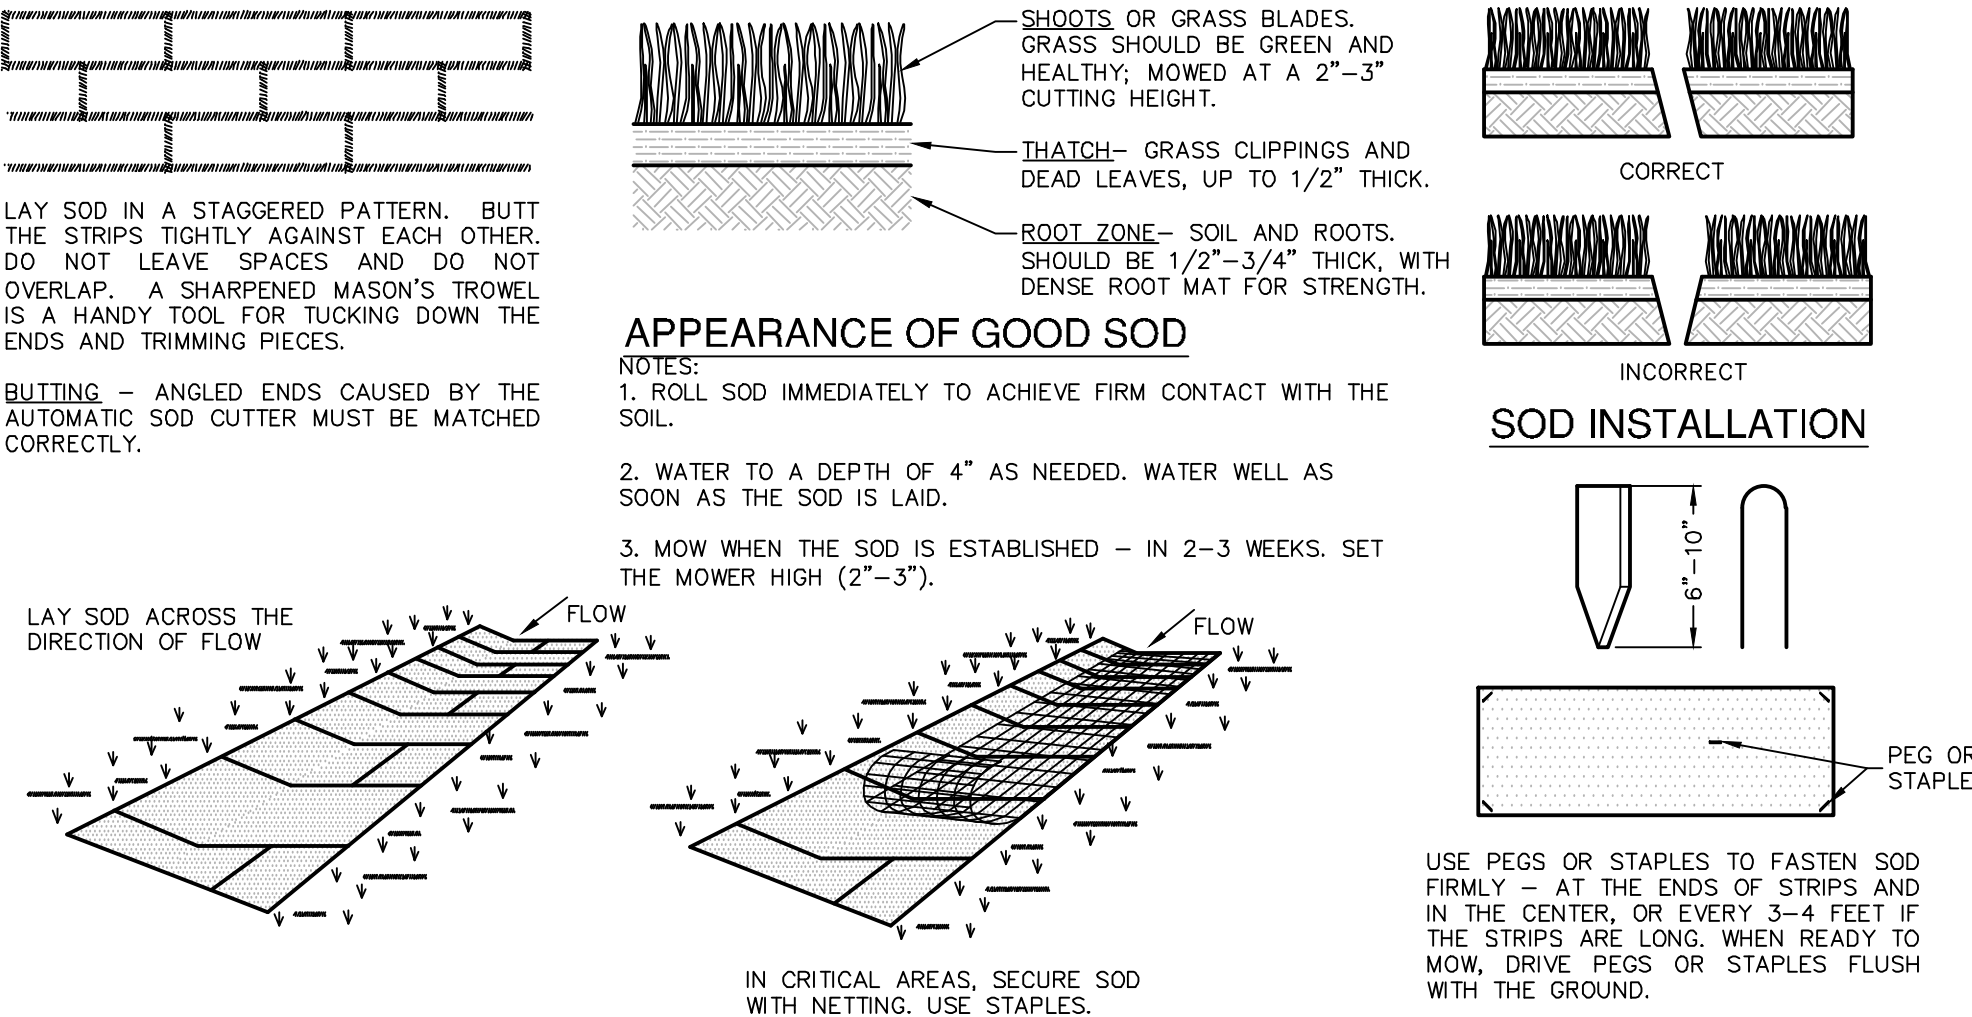 LAY SOD IN A STAGGERED PATTERN. BUTT
THE STRIPS TIGHTLY AGAINST EACH OTHER.
DO NOT LEAVE SPACES AND DO NOT
OVERLAP. A SHARPENED MASON'S TROWEL
IS A HANDY TOOL FOR TUCKING DOWN THE
ENDS AND TRIMMING PIECES.
BUTTING – ANGLED ENDS CAUSED BY THE
AUTOMATIC SOD CUTTER MUST BE MATCHED
CORRECTLY.
SHOOTS OR GRASS BLADES.
GRASS SHOULD BE GREEN AND
HEALTHY; MOWED AT A 2"–3"
CUTTING HEIGHT.
THATCH– GRASS CLIPPINGS AND
DEAD LEAVES, UP TO 1/2" THICK.
ROOT ZONE– SOIL AND ROOTS.
SHOULD BE 1/2"–3/4" THICK, WITH
DENSE ROOT MAT FOR STRENGTH.
APPEARANCE OF GOOD SOD
NOTES:
1. ROLL SOD IMMEDIATELY TO ACHIEVE FIRM CONTACT WITH THE
SOIL.
2. WATER TO A DEPTH OF 4" AS NEEDED. WATER WELL AS
SOON AS THE SOD IS LAID.
3. MOW WHEN THE SOD IS ESTABLISHED – IN 2–3 WEEKS. SET
THE MOWER HIGH (2"–3").
CORRECT
INCORRECT
SOD INSTALLATION
6"–10"
LAY SOD ACROSS THE
DIRECTION OF FLOW
FLOW
FLOW
IN CRITICAL AREAS, SECURE SOD
WITH NETTING. USE STAPLES.
PEG OR
STAPLE
USE PEGS OR STAPLES TO FASTEN SOD
FIRMLY – AT THE ENDS OF STRIPS AND
IN THE CENTER, OR EVERY 3–4 FEET IF
THE STRIPS ARE LONG. WHEN READY TO
MOW, DRIVE PEGS OR STAPLES FLUSH
WITH THE GROUND.